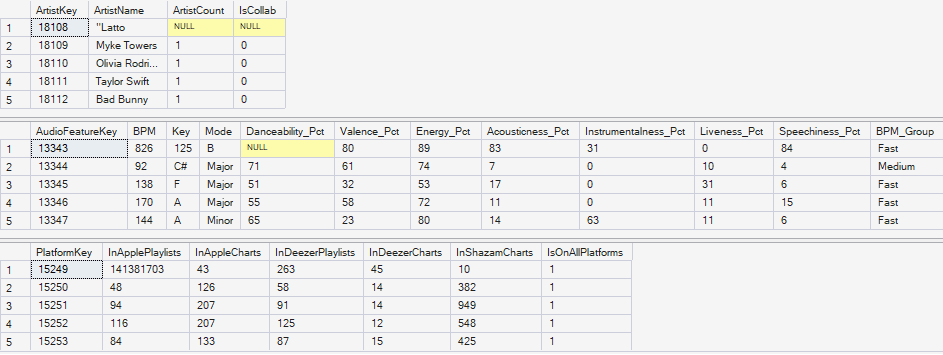 ArtistKey ArtistName ArtistCount IsCollab
1 18108 "Latto NULL NULL
2 18109 Myke Towers 1 0
3 18110 Olivia Rodri... 1 0
4 18111 Taylor Swift 1 0
5 18112 Bad Bunny 1 0
AudioFeatureKey BPM Key Mode Danceability_Pct Valence_Pct Energy_Pct Acousticness_Pct Instrumentalness_Pct Liveness_Pct Speechiness_Pct BPM_Group
1 13343 826 125 B NULL 80 89 83 31 0 84 Fast
2 13344 92 C# Major 71 61 74 7 0 10 4 Medium
3 13345 138 F Major 51 32 53 17 0 31 6 Fast
4 13346 170 A Major 55 58 72 11 0 11 15 Fast
5 13347 144 A Minor 65 23 80 14 63 11 6 Fast
PlatformKey InApplePlaylists InAppleCharts InDeezerPlaylists InDeezerCharts InShazamCharts IsOnAllPlatforms
1 15249 141381703 43 263 45 10 1
2 15250 48 126 58 14 382 1
3 15251 94 207 91 14 949 1
4 15252 116 207 125 12 548 1
5 15253 84 133 87 15 425 1